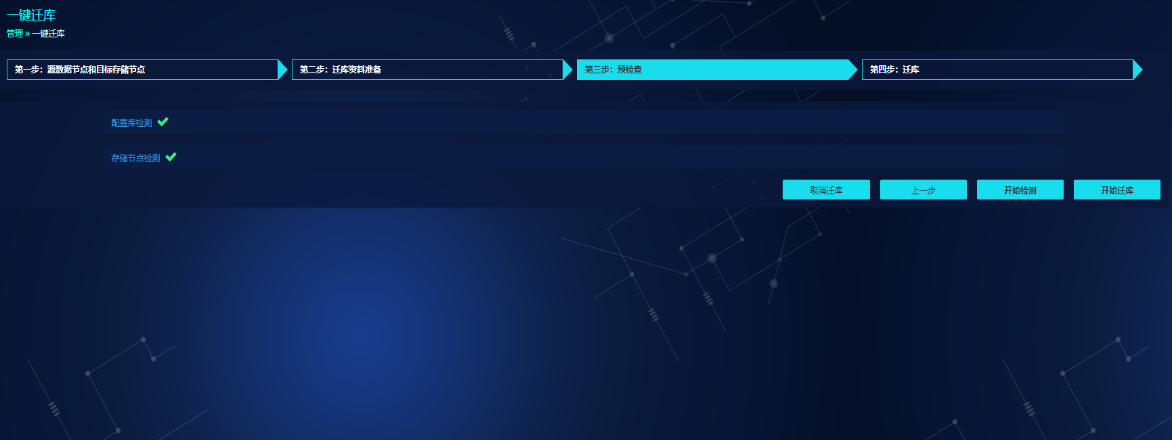 一键迁库
管理 » 一键迁库
第一步：源数据节点和目标存储节点
第二步：迁库资料准备
第三步：预检查
第四步：迁库
配置库检测
存储节点检测
取消迁库
上一步
开始检测
开始迁库